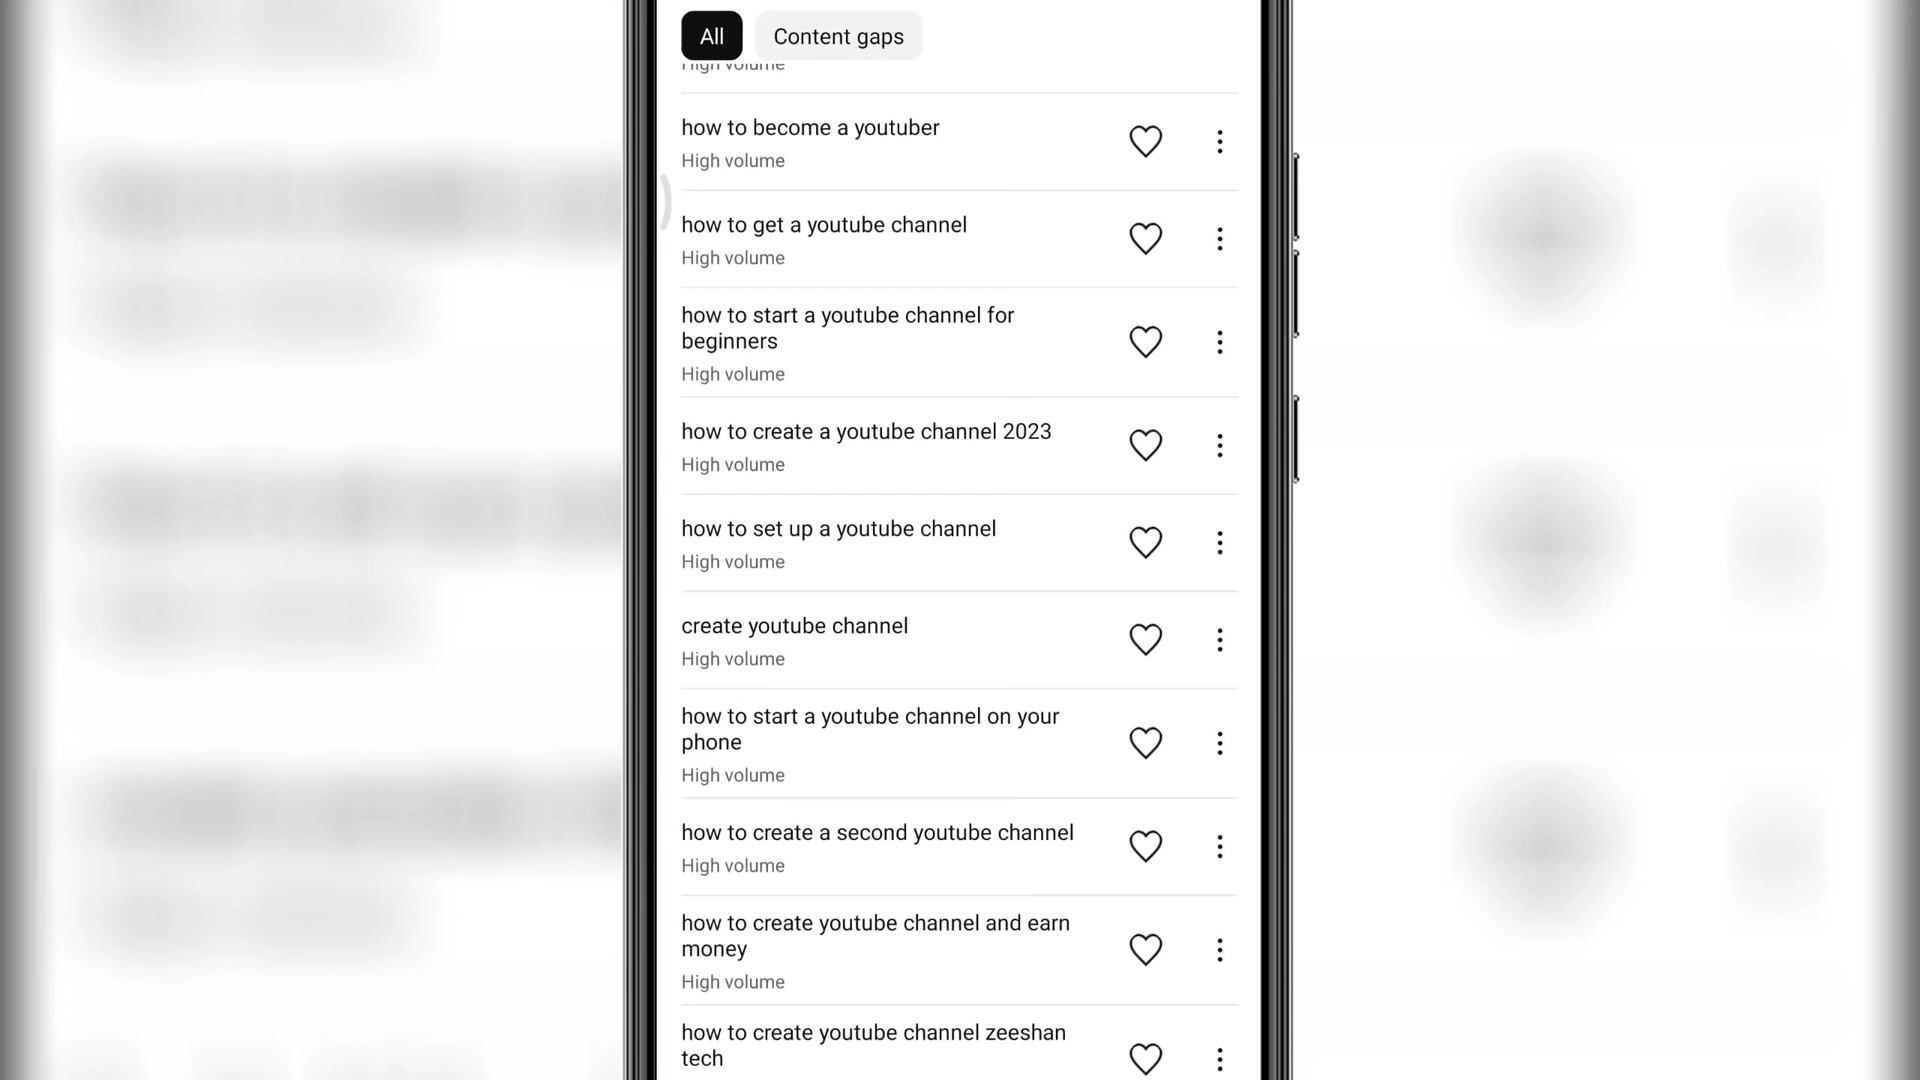 All
Content gaps
High volume
how to become a youtuber
High volume
how to get a youtube channel
High volume
how to start a youtube channel for
beginners
High volume
how to create a youtube channel 2023
High volume
how to set up a youtube channel
High volume
create youtube channel
High volume
how to start a youtube channel on your
phone
High volume
how to create a second youtube channel
High volume
how to create youtube channel and earn
money
High volume
how to create youtube channel zeeshan
tech